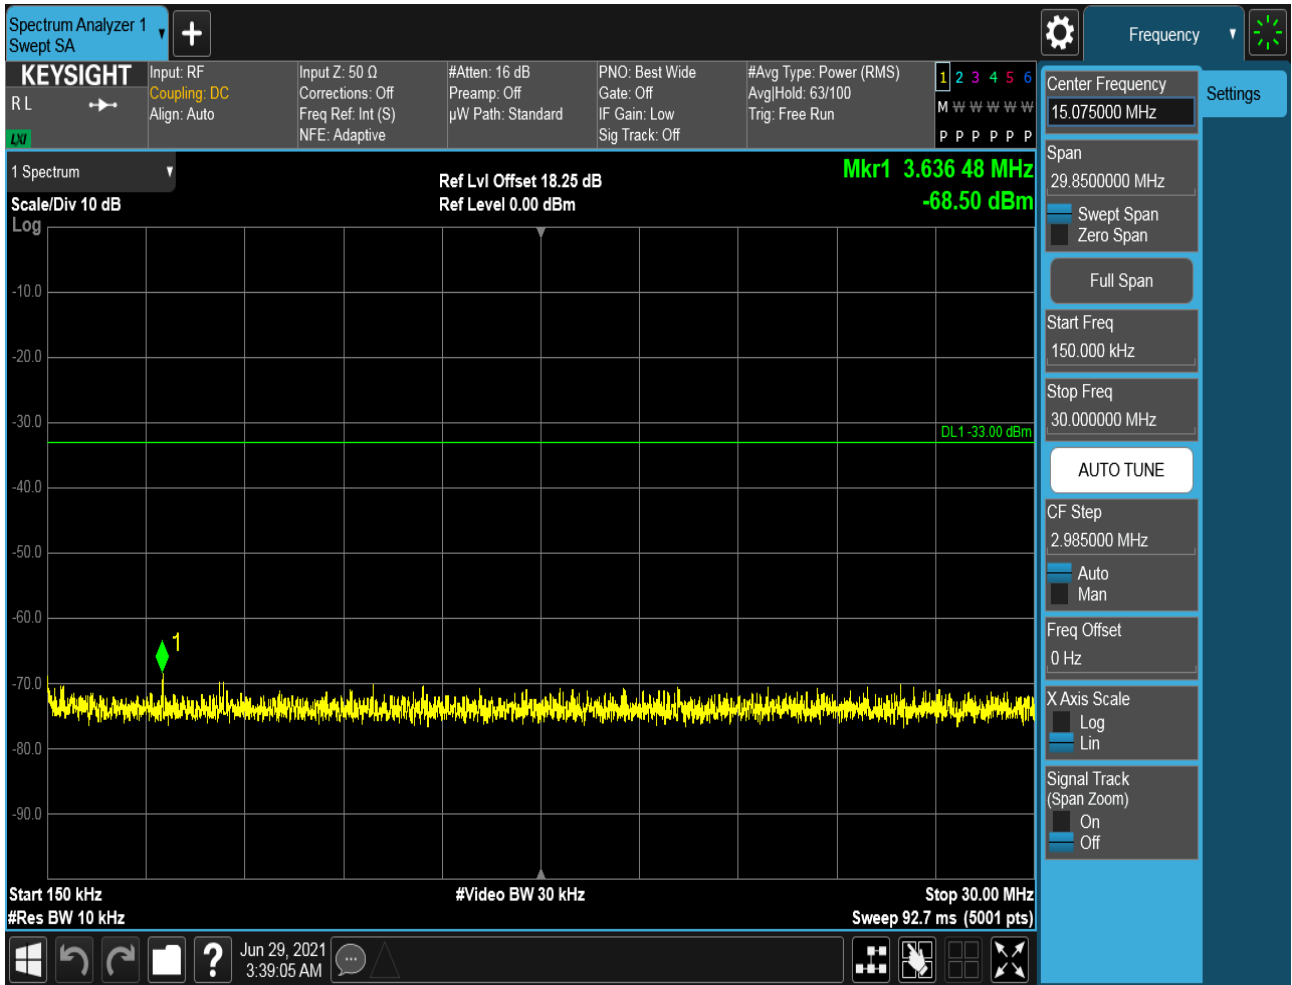 Spectrum Analyzer 1
Swept SA
Frequency
KEYSIGHT
R L
LXI
Input: RF
Coupling: DC
Align: Auto
Input Z: 50 Ω
Corrections: Off
Freq Ref: Int (S)
NFE: Adaptive
#Atten: 16 dB
Preamp: Off
µW Path: Standard
PNO: Best Wide
Gate: Off
IF Gain: Low
Sig Track: Off
#Avg Type: Power (RMS)
Avg|Hold: 63/100
Trig: Free Run
1 2 3 4 5 6
M W W W W W
P P P P P P
1 Spectrum
Scale/Div 10 dB
Log
Ref Lvl Offset 18.25 dB
Ref Level 0.00 dBm
Mkr1 3.636 48 MHz
-68.50 dBm
-10.0
-20.0
-30.0
DL1 -33.00 dBm
-40.0
-50.0
-60.0
1
-70.0
-80.0
-90.0
Start 150 kHz
#Res BW 10 kHz
#Video BW 30 kHz
Stop 30.00 MHz
Sweep 92.7 ms (5001 pts)
Jun 29, 2021
3:39:05 AM
Center Frequency
15.075000 MHz
Settings
Span
29.8500000 MHz
Swept Span
Zero Span
Full Span
Start Freq
150.000 kHz
Stop Freq
30.000000 MHz
AUTO TUNE
CF Step
2.985000 MHz
Auto
Man
Freq Offset
0 Hz
X Axis Scale
Log
Lin
Signal Track
(Span Zoom)
On
Off